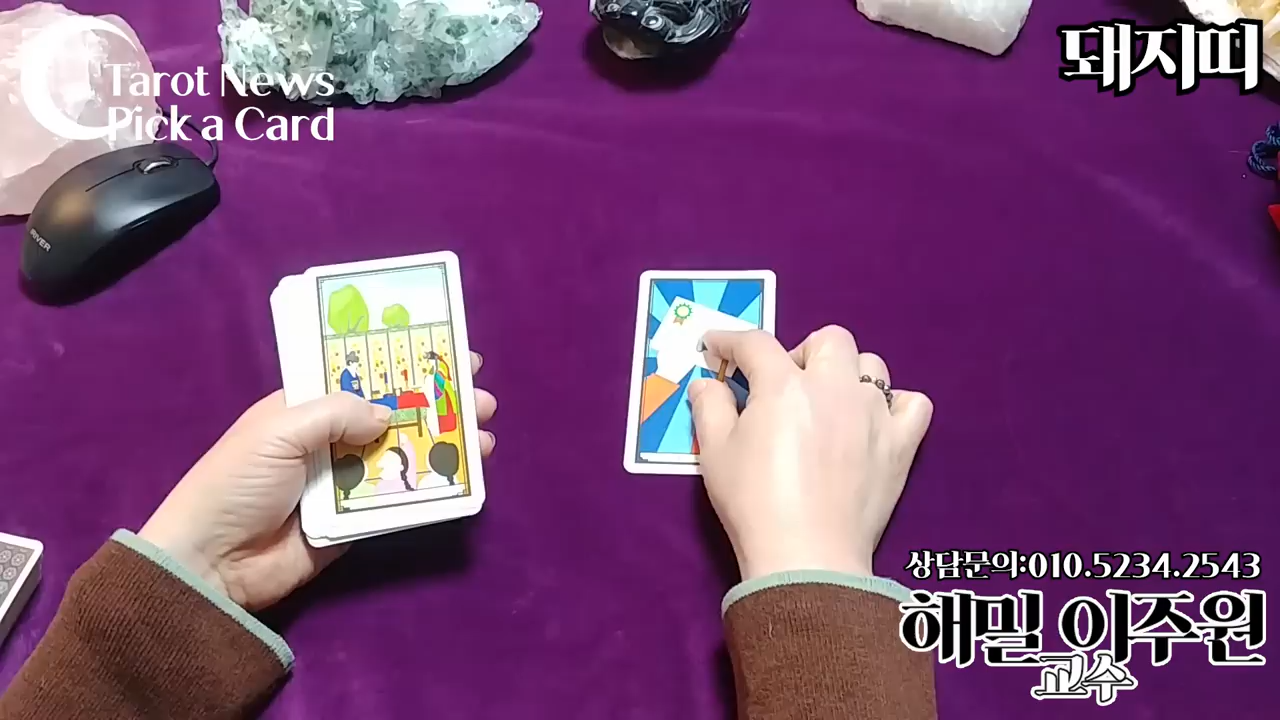 Tarot News
Pick a Card
돼지띠
iRIVER
상담문의:010.5234.2543
해밀 이주원
교수